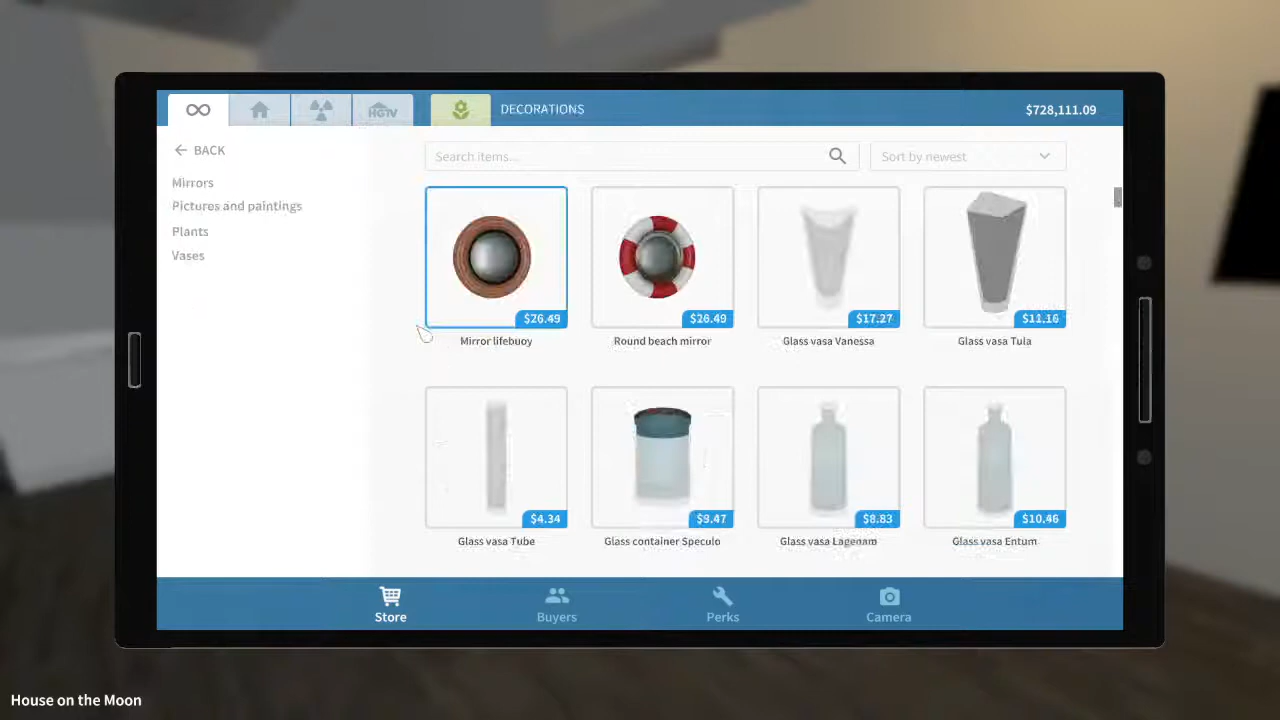 HGTV
DECORATIONS
$728,111.09
BACK
Search items...
Sort by newest
Mirrors
Pictures and paintings
Plants
Vases
$26.49
$26.49
$17.27
$11.16
Mirror lifebuoy
Round beach mirror
Glass vasa Vanessa
Glass vasa Tula
$4.34
$9.47
$8.83
$10.46
Glass vasa Tube
Glass container Speculo
Glass vasa Lagenam
Glass vasa Entum
Store
Buyers
Perks
Camera
House on the Moon